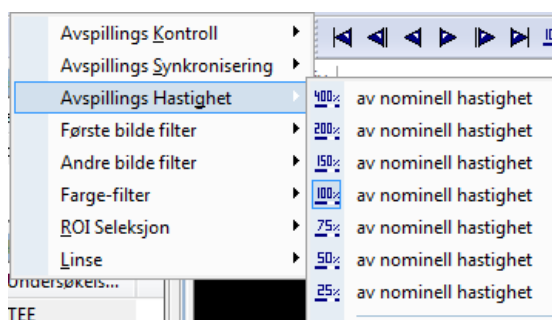 Avspillings Kontroll
Avspillings Synkronisering
Avspillings Hastighet
Første bilde filter
Andre bilde filter
Farge-filter
ROI Seleksjon
Linse
400% av nominell hastighet
200% av nominell hastighet
150% av nominell hastighet
100% av nominell hastighet
75% av nominell hastighet
50% av nominell hastighet
25% av nominell hastighet
Undersøkels...
TEE